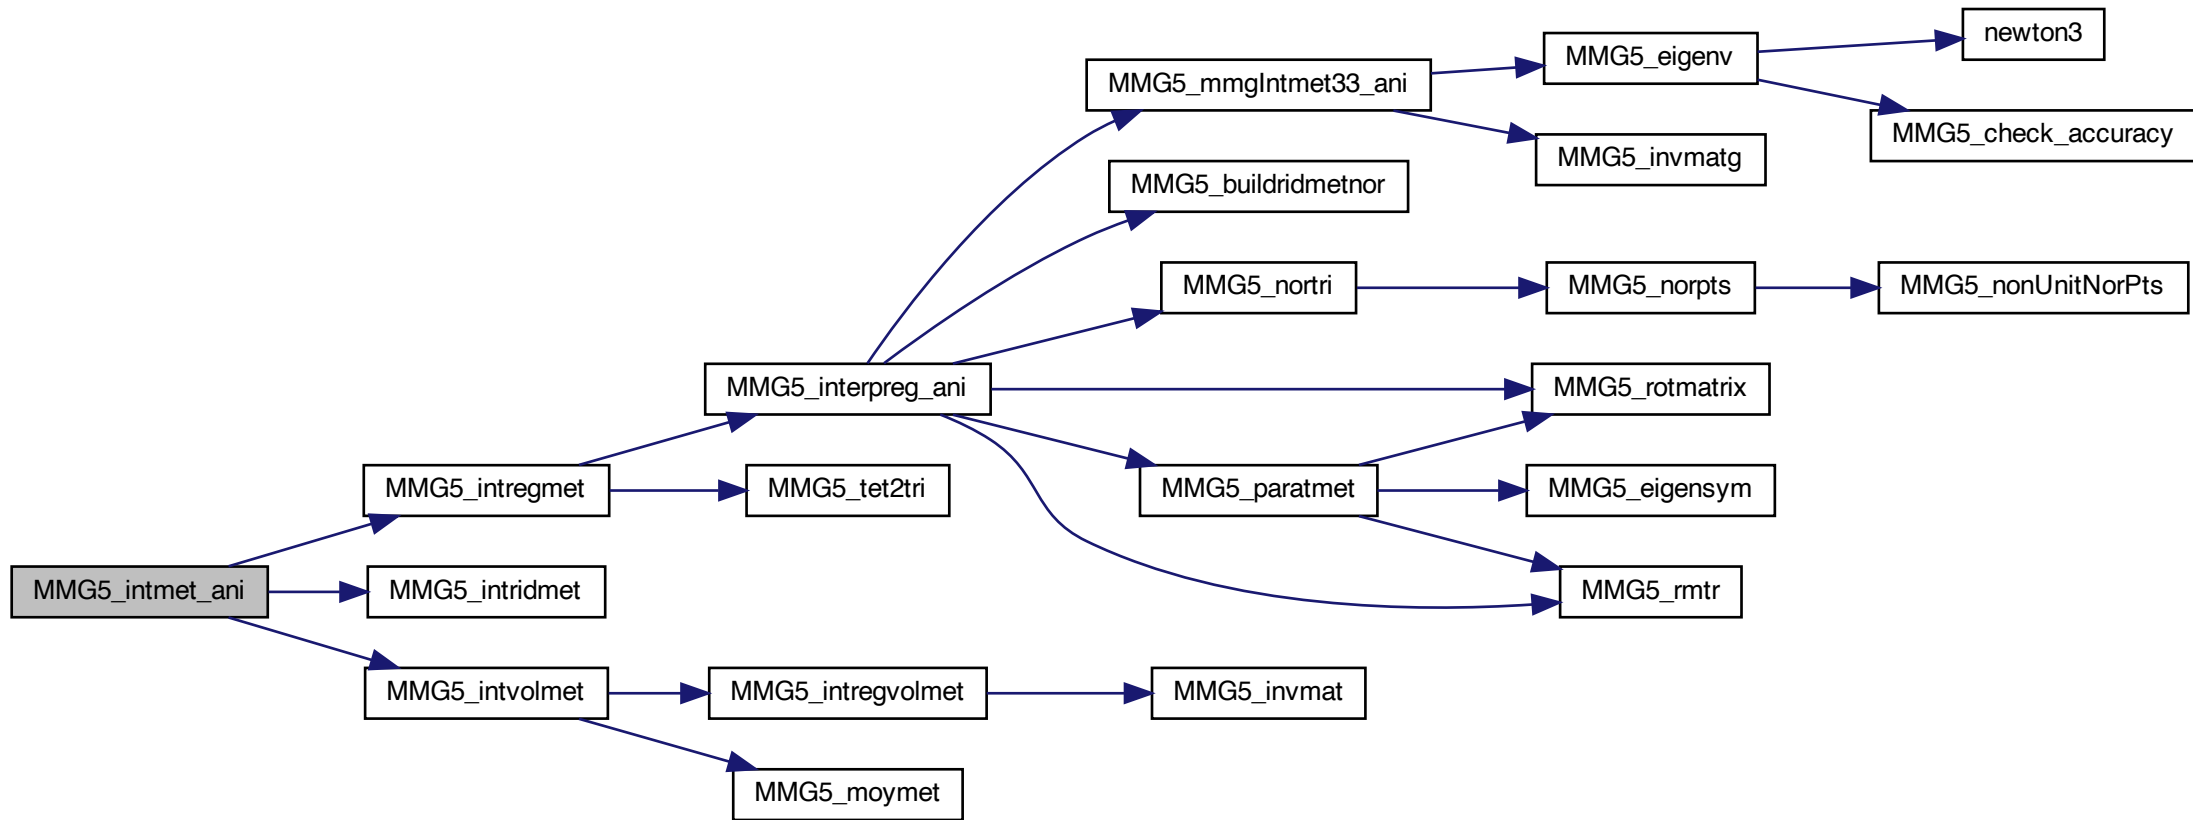 newton3
MMG5_eigenv
MMG5_mmgIntmet33_ani
MMG5_check_accuracy
MMG5_invmatg
MMG5_buildridmetnor
MMG5_nortri
MMG5_norpts
MMG5_nonUnitNorPts
MMG5_interpreg_ani
MMG5_rotmatrix
MMG5_intregmet
MMG5_tet2tri
MMG5_paratmet
MMG5_eigensym
MMG5_intmet_ani
MMG5_intridmet
MMG5_rmtr
MMG5_intvolmet
MMG5_intregvolmet
MMG5_invmat
MMG5_moymet